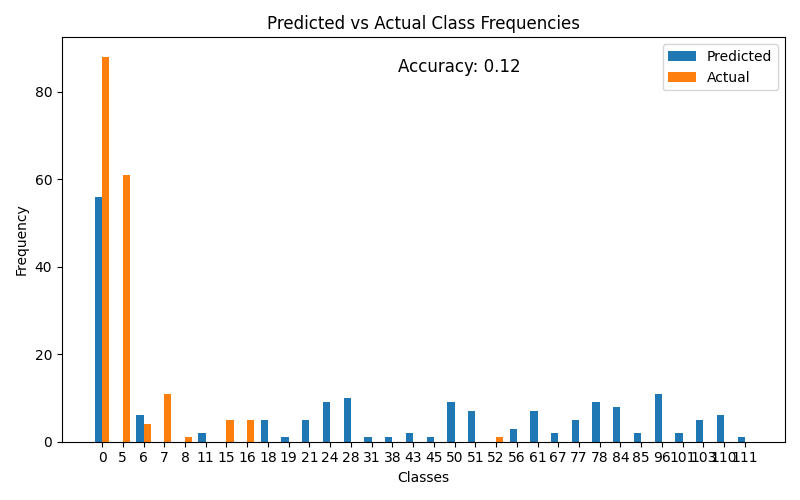 Predicted vs Actual Class Frequencies
Accuracy: 0.12
Predicted
Actual
Frequency
80
60
40
20
0
0 5 6 7 8 11 15 16 18 19 21 24 28 31 38 43 45 50 51 52 56 61 67 77 78 84 85 96 101 103 110 111
Classes